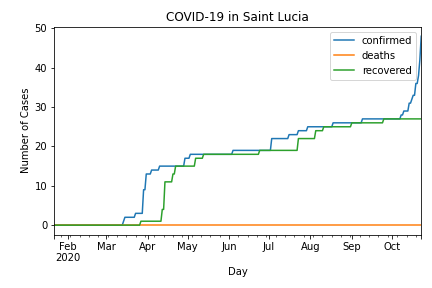 COVID-19 in Saint Lucia
50
40
30
20
10
0
Number of Cases
confirmed
deaths
recovered
Feb Mar Apr May Jun Jul Aug Sep Oct
2020
Day